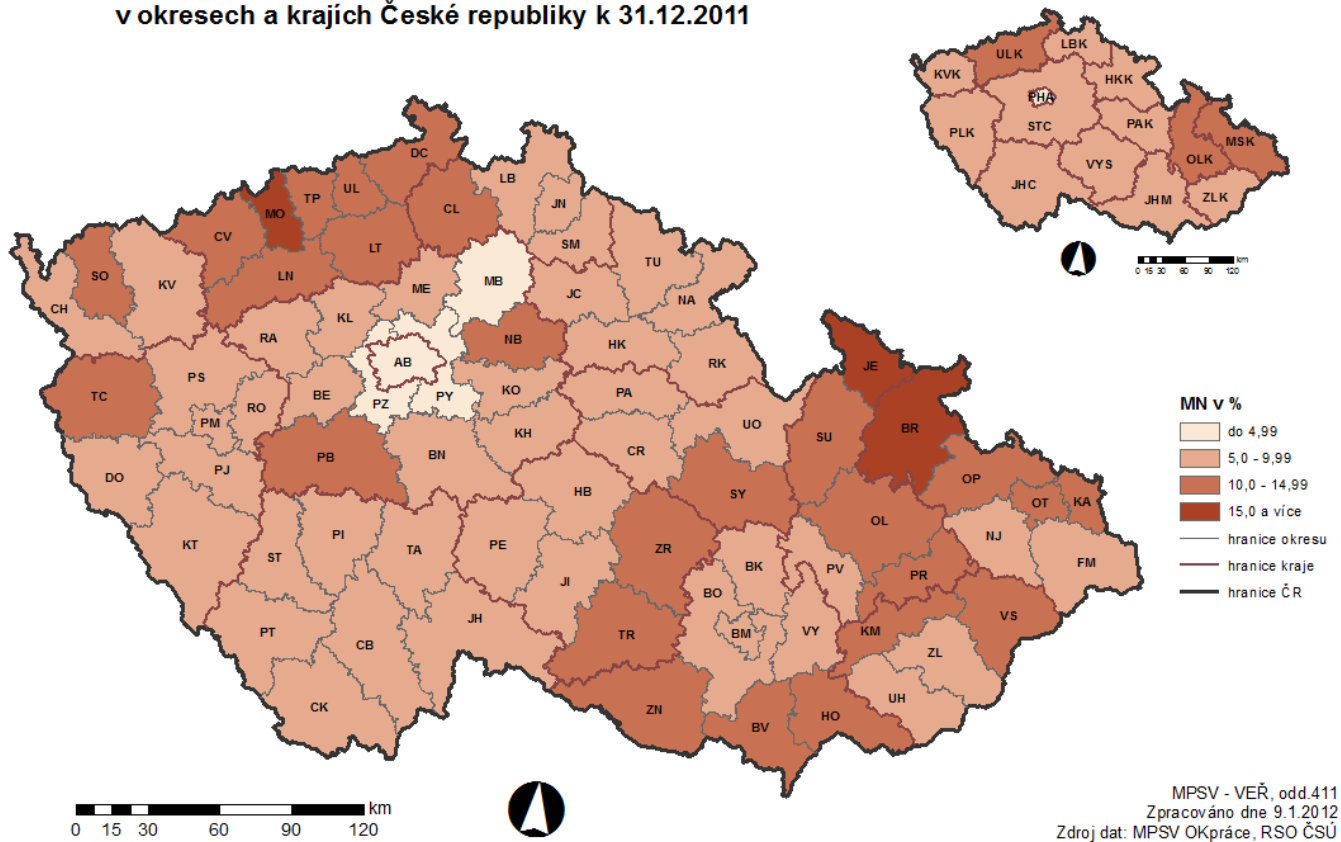 v okresech a krajích České republiky k 31.12.2011
ULK
LBK
KVK
HKK
PHA
PLK
STC
PAK
MSK
OLK
VYS
JHC
JHM
ZLK
0 15 30 60 90 120 km
DC
UL
TP
LB
MO
CL
JN
CV
LT
SM
SO
KV
LN
TU
MB
ME
JC
NA
CH
KL
RA
NB
HK
AB
RK
JE
TC
PS
BE
PZ
PY
KO
PA
RO
PM
UO
SU
BR
KH
CR
PB
BN
DO
PJ
SY
OP
OT
KA
HB
OL
KT
ST
PI
TA
PE
ZR
NJ
FM
JI
BK
PV
PR
BO
PT
CB
JH
TR
BM
VY
KM
VS
ZL
CK
ZN
BV
HO
UH
MN v %
do 4,99
5,0 - 9,99
10,0 - 14,99
15,0 a více
hranice okresu
hranice kraje
hranice ČR
km
0 15 30 60 90 120
MPSV - VEŘ, odd.411
Zpracováno dne 9.1.2012
Zdroj dat: MPSV OKpráce, RSO ČSÚ